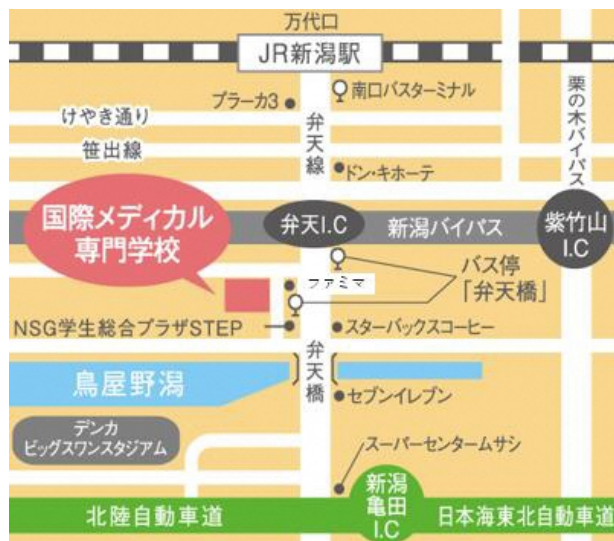 万代口
JR新潟駅
南口バスターミナル
プラーカ3
けやき通り
笹出線
弁天線
栗の木バイパス
ドン・キホーテ
国際メディカル
専門学校
弁天I.C
新潟バイパス
紫竹山
I.C
ファミマ
バス停
「弁天橋」
NSG学生総合プラザSTEP
スターバックスコーヒー
弁天橋
鳥屋野潟
セブンイレブン
デンカ
ビッグスワンスタジアム
スーパーセンタームサシ
新潟
亀田
I.C
北陸自動車道
日本海東北自動車道